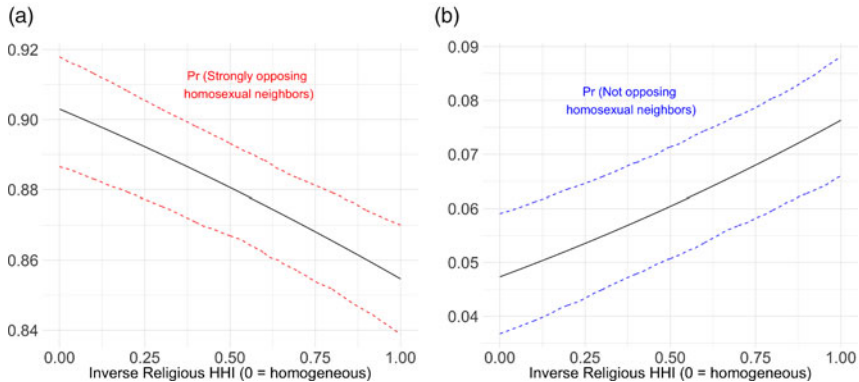 (a)
0.92
0.90
0.88
0.86
0.84
Pr (Strongly opposing
homosexual neighbors)
0.00 0.25 0.50 0.75 1.00
Inverse Religious HHI (0 = homogeneous)
(b)
0.09
0.08
0.07
0.06
0.05
0.04
Pr (Not opposing
homosexual neighbors)
0.00 0.25 0.50 0.75 1.00
Inverse Religious HHI (0 = homogeneous)